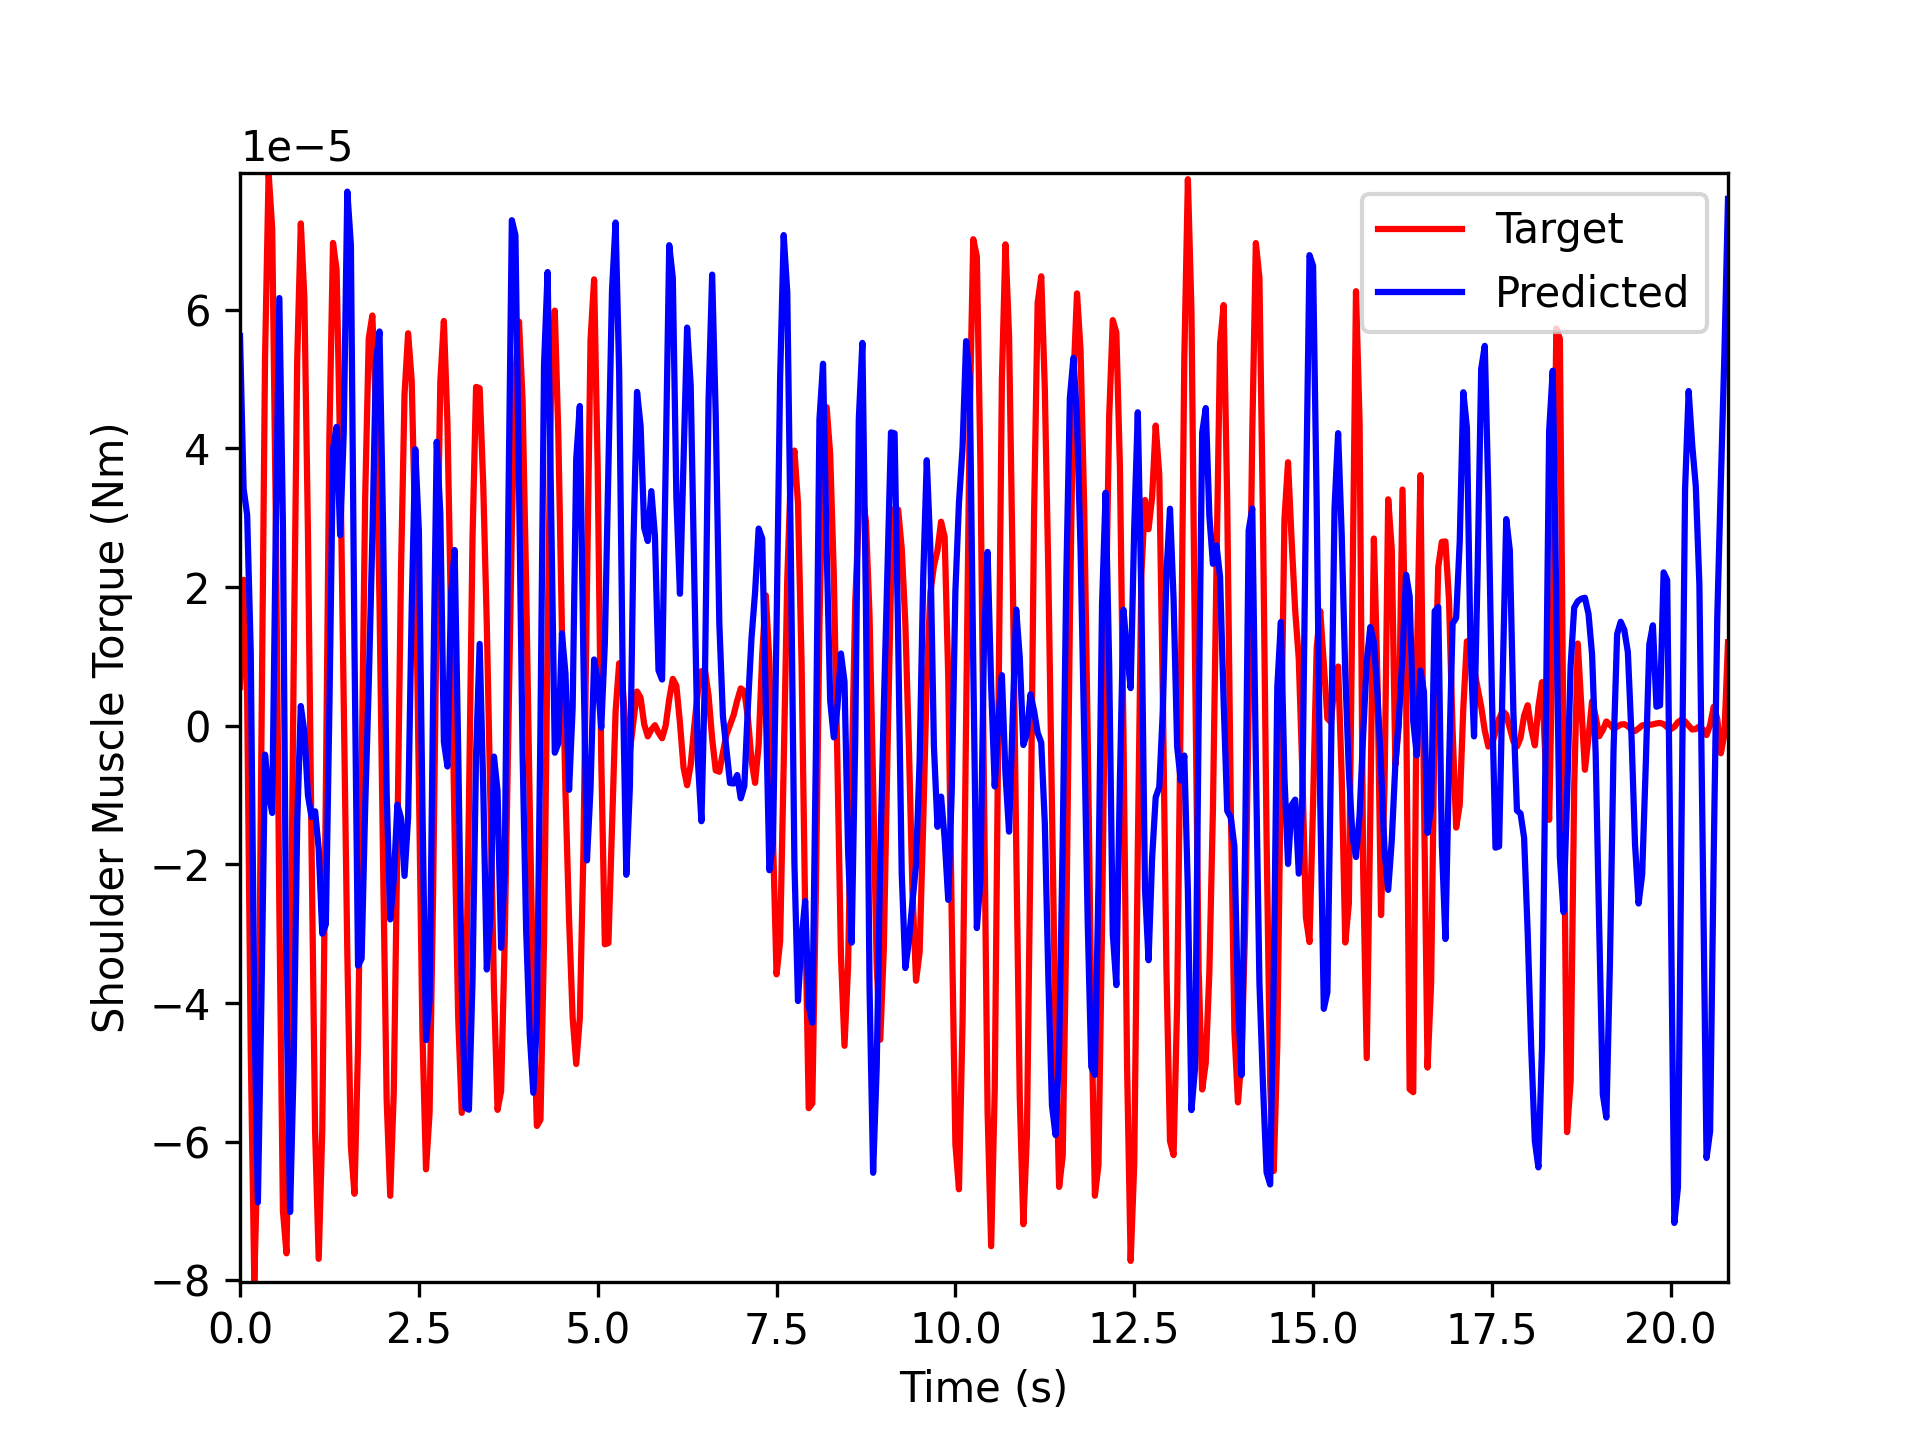 1e−5
Target
Predicted
6
4
2
0
−2
−4
−6
−8
Shoulder Muscle Torque (Nm)
0.0 2.5 5.0 7.5 10.0 12.5 15.0 17.5 20.0
Time (s)